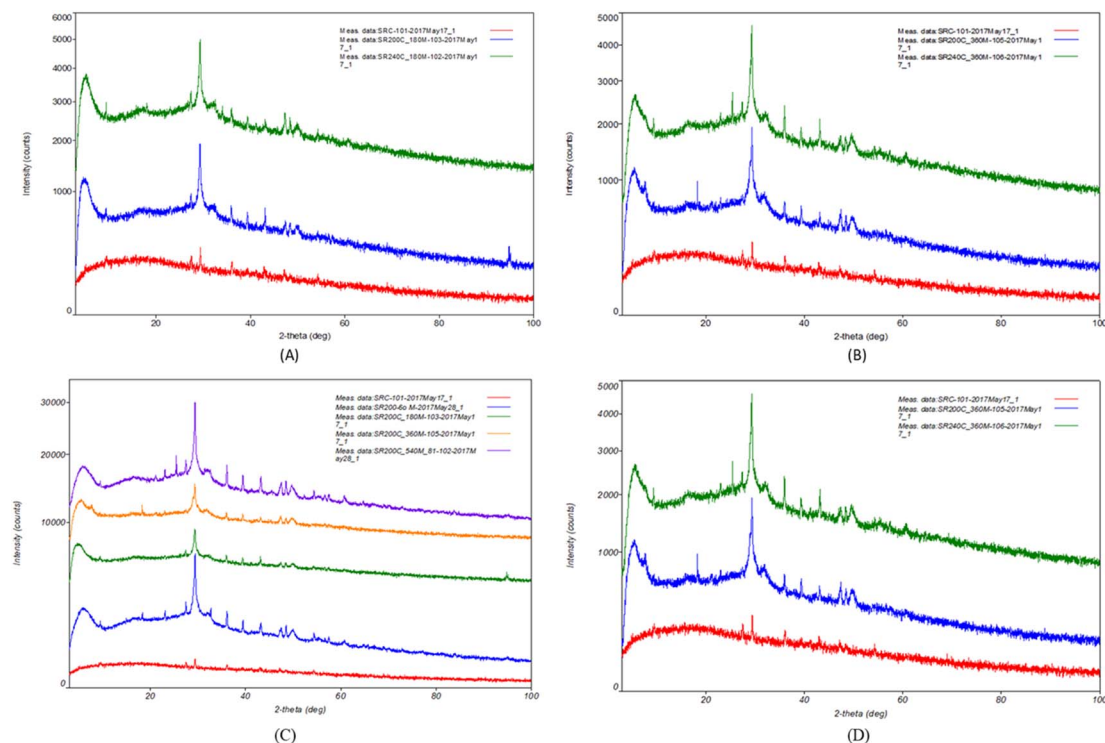 6000
5000
4000
3000
2000
1000
0
Intensity (counts)
Meas. data:SRC-101-2017May17_1
Meas. data:SR200C_180M-103-2017May1
7_1
Meas. data:SR240C_180M-102-2017May1
7_1
20
40
60
80
100
2-theta (deg)
(A)
5000
4000
3000
2000
1000
0
Intensity (counts)
Meas. data:SRC-101-2017May17_1
Meas. data:SR200C_360M-105-2017May1
7_1
Meas. data:SR240C_360M-106-2017May1
7_1
20
40
60
80
100
2-theta (deg)
(B)
30000
20000
10000
0
Intensity (counts)
Meas. data:SRC-101-2017May17_1
Meas. data:SR200-6o M-2017May28_1
Meas. data:SR200C_180M-103-2017May1
7_1
Meas. data:SR200C_360M-105-2017May1
7_1
Meas. data:SR200C_540M_81-102-2017M
ay28_1
20
40
60
80
100
2-theta (deg)
(C)
5000
4000
3000
2000
1000
0
Intensity (counts)
Meas. data:SRC-101-2017May17_1
Meas. data:SR200C_360M-105-2017May1
7_1
Meas. data:SR240C_360M-106-2017May1
7_1
20
40
60
80
100
2-theta (deg)
(D)